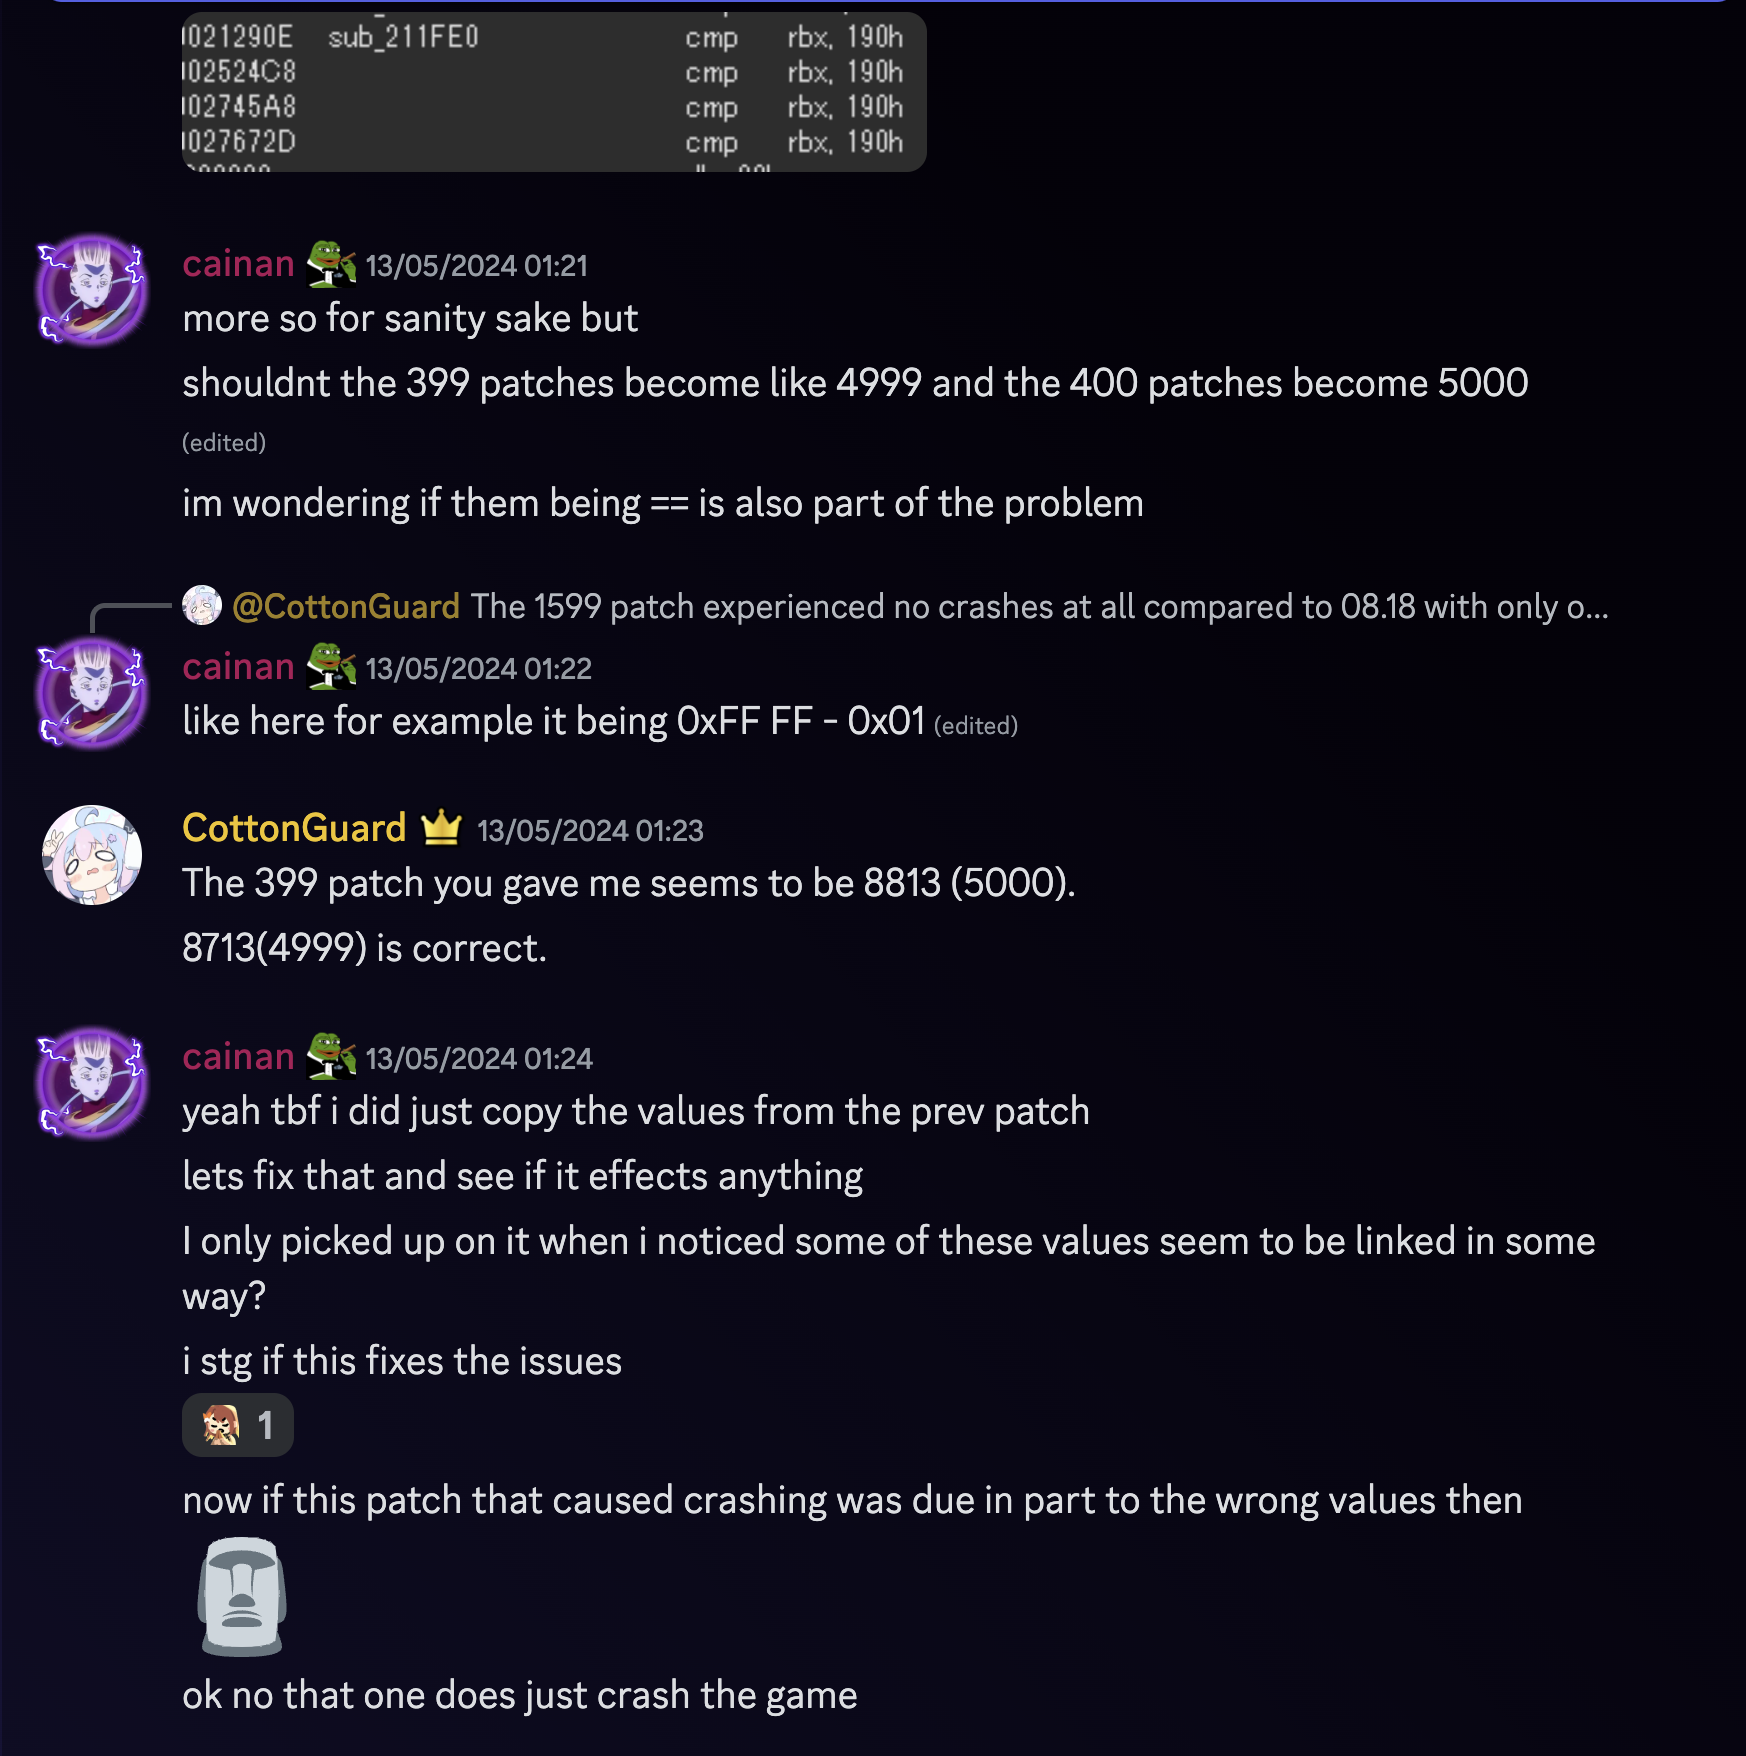 021290E sub_211FE0 cmp rbx, 190h
02524C8 cmp rbx, 190h
02745A8 cmp rbx, 190h
027672D cmp rbx, 190h
cainan 13/05/2024 01:21
more so for sanity sake but
shouldnt the 399 patches become like 4999 and the 400 patches become 5000
(edited)
im wondering if them being == is also part of the problem
@CottonGuard The 1599 patch experienced no crashes at all compared to 08.18 with only o...
cainan 13/05/2024 01:22
like here for example it being 0xFF FF - 0x01 (edited)
CottonGuard 13/05/2024 01:23
The 399 patch you gave me seems to be 8813 (5000).
8713(4999) is correct.
cainan 13/05/2024 01:24
yeah tbf i did just copy the values from the prev patch
lets fix that and see if it effects anything
I only picked up on it when i noticed some of these values seem to be linked in some
way?
i stg if this fixes the issues
1
now if this patch that caused crashing was due in part to the wrong values then
ok no that one does just crash the game